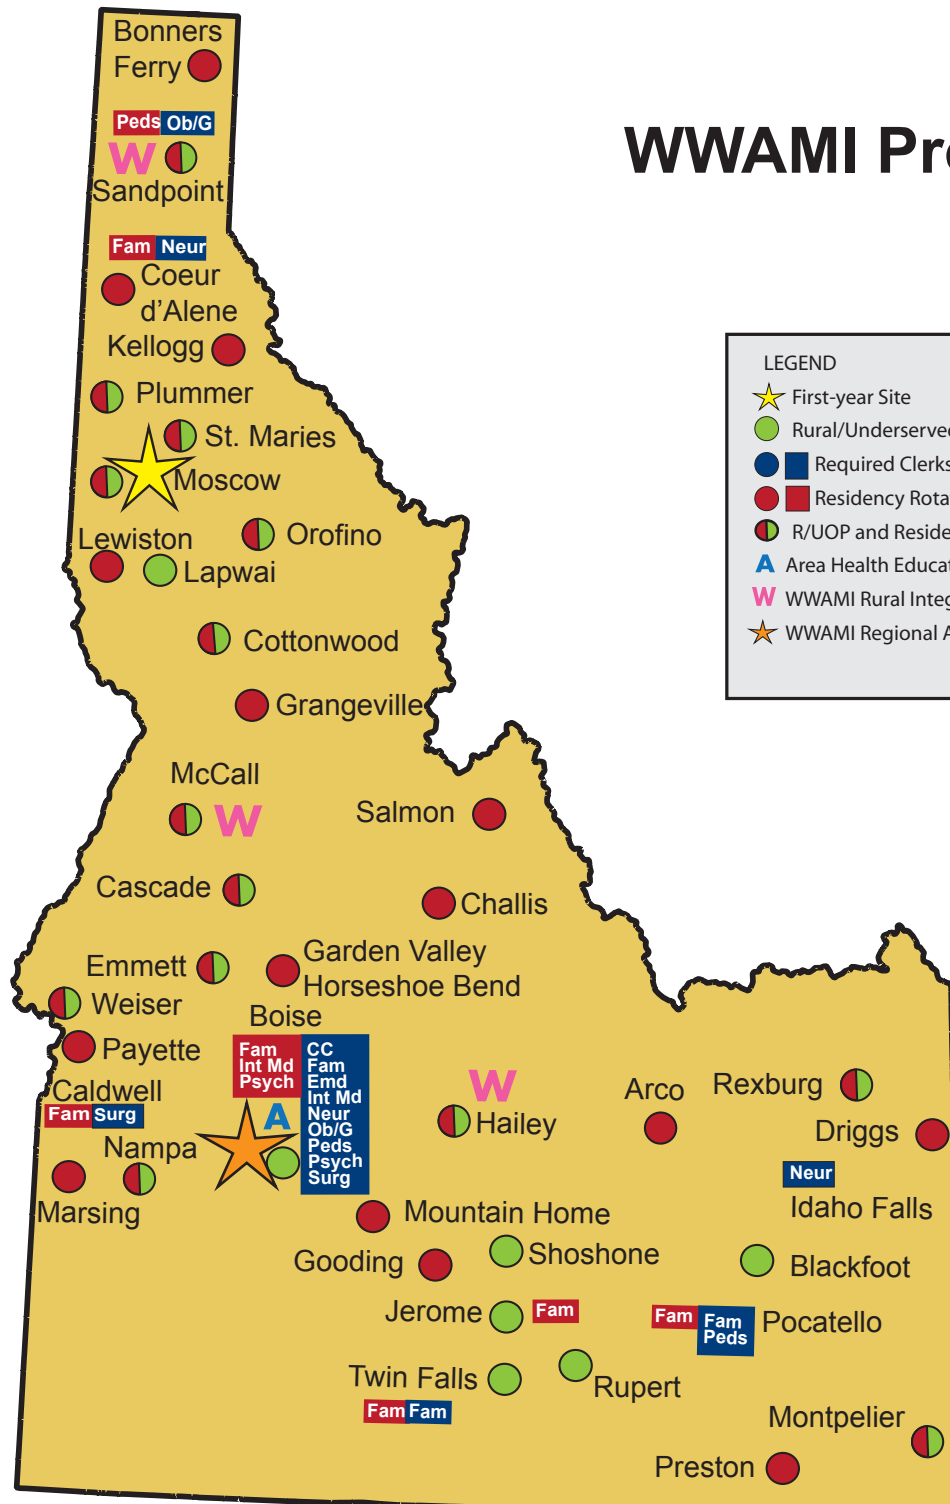 Bonners
Ferry
Peds Ob/G
W
Sandpoint
WWAMI Pr
Fam Neur
Coeur
d'Alene
Kellogg
Plummer
St. Maries
Moscow
Lewiston
Orofino
Lapwai
Cottonwood
Grangeville
LEGEND
First-year Site
Rural/Underserved
Required Clerks
Residency Rota
R/UOP and Reside
A Area Health Educat
W WWAMI Rural Integ
WWAMI Regional A
McCall
W
Salmon
Cascade
Challis
Emmett
Garden Valley
Horseshoe Bend
Weiser
Boise
Payette
Fam
Int Md
Psych
CC
Fam
Emd
Int Md
Neur
Ob/G
Peds
Psych
Surg
A
Caldwell
Fam Surg
Nampa
Marsing
W
Hailey
Arco
Rexburg
Driggs
Neur
Idaho Falls
Mountain Home
Gooding
Shoshone
Blackfoot
Jerome
Fam
Fam
Fam
Peds
Pocatello
Twin Falls
Rupert
Fam Fam
Montpelier
Preston